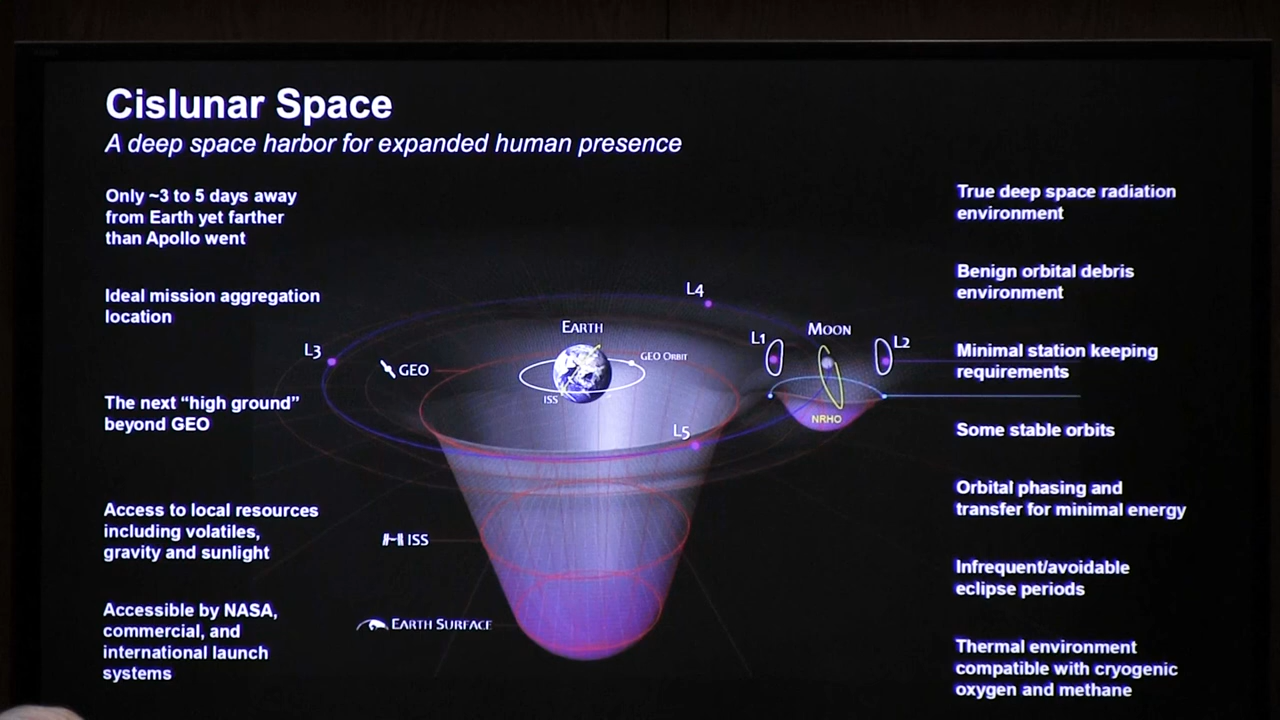 Cislunar Space
A deep space harbor for expanded human presence
Only ~3 to 5 days away
from Earth yet farther
than Apollo went
Ideal mission aggregation
location
The next “high ground”
beyond GEO
Access to local resources
including volatiles,
gravity and sunlight
Accessible by NASA,
commercial, and
international launch
systems
L4
EARTH
L1
MOON
L2
L3
GEO
GEO ORBIT
ISS
NRHO
L5
ISS
EARTH SURFACE
True deep space radiation
environment
Benign orbital debris
environment
Minimal station keeping
requirements
Some stable orbits
Orbital phasing and
transfer for minimal energy
Infrequent/avoidable
eclipse periods
Thermal environment
compatible with cryogenic
oxygen and methane